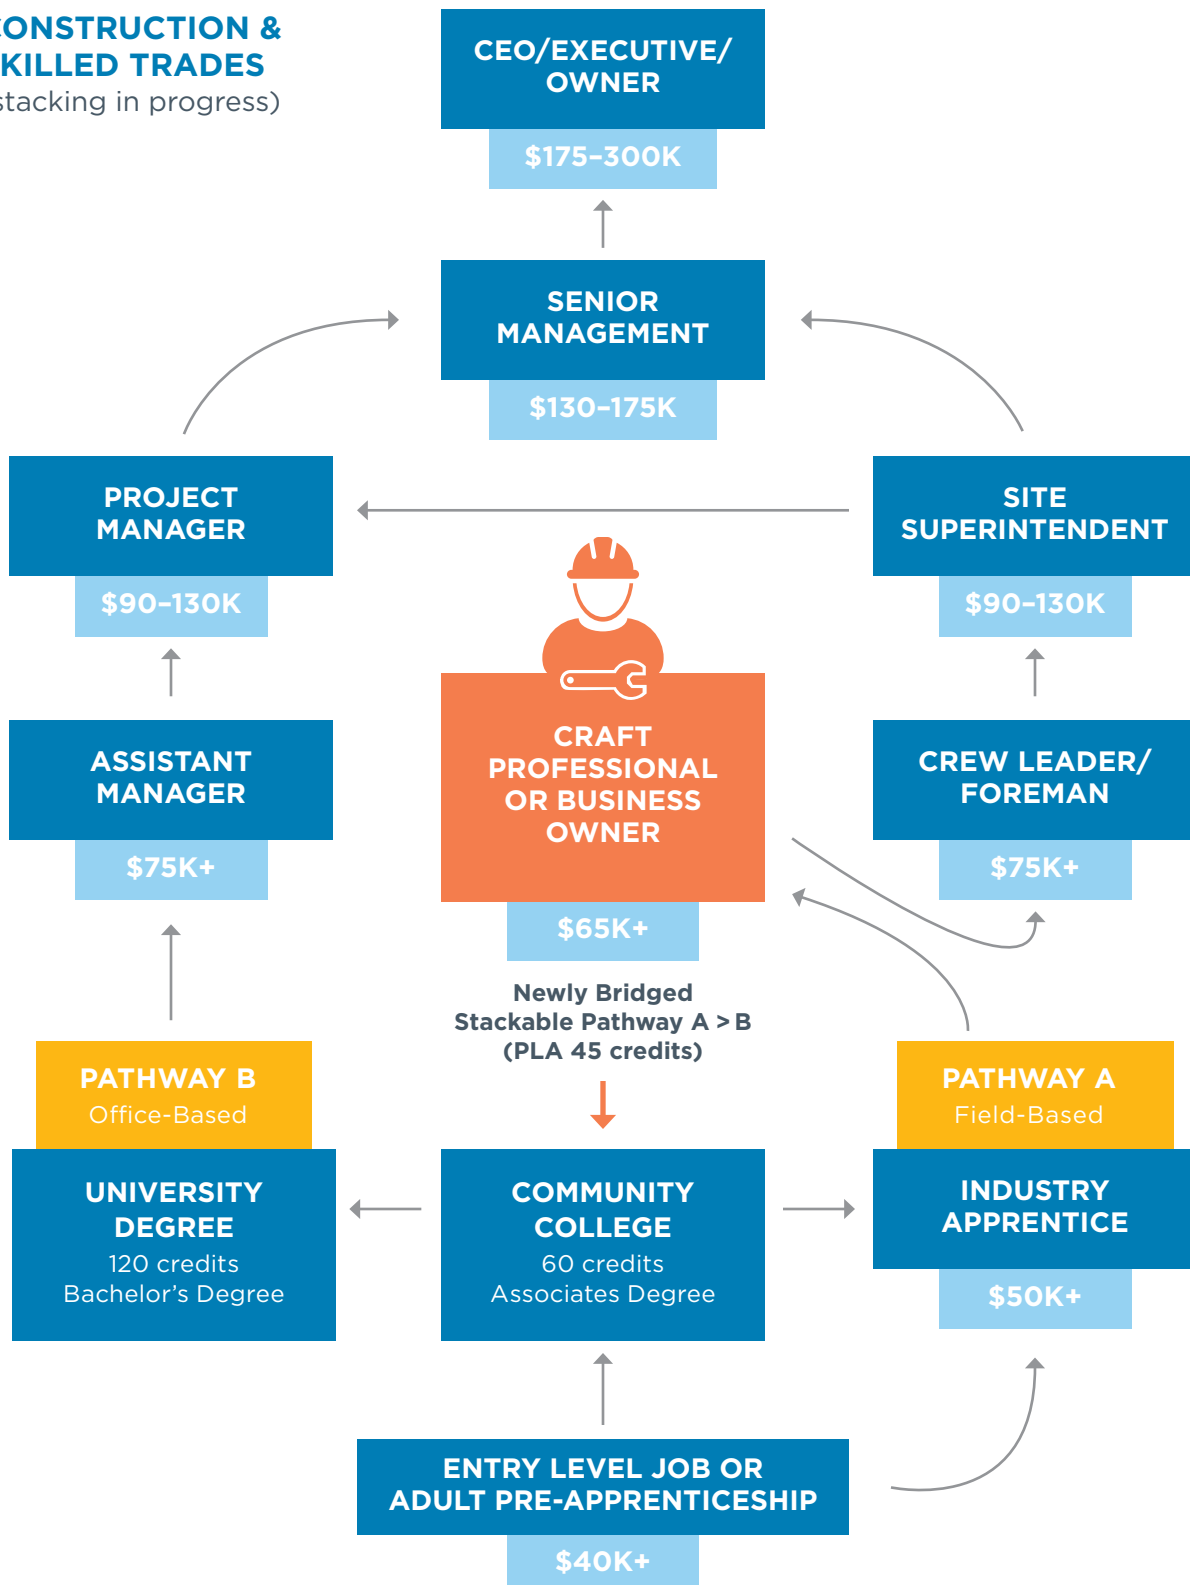 CONSTRUCTION &
SKILLED TRADES
(stacking in progress)
CEO/EXECUTIVE/
OWNER
$175–300K
SENIOR
MANAGEMENT
$130–175K
PROJECT
MANAGER
$90–130K
SITE
SUPERINTENDENT
$90–130K
ASSISTANT
MANAGER
$75K+
CRAFT
PROFESSIONAL
OR BUSINESS
OWNER
$65K+
CREW LEADER/
FOREMAN
$75K+
Newly Bridged
Stackable Pathway A > B
(PLA 45 credits)
PATHWAY B
Office-Based
UNIVERSITY
DEGREE
120 credits
Bachelor’s Degree
COMMUNITY
COLLEGE
60 credits
Associates Degree
PATHWAY A
Field-Based
INDUSTRY
APPRENTICE
$50K+
ENTRY LEVEL JOB OR
ADULT PRE-APPRENTICESHIP
$40K+